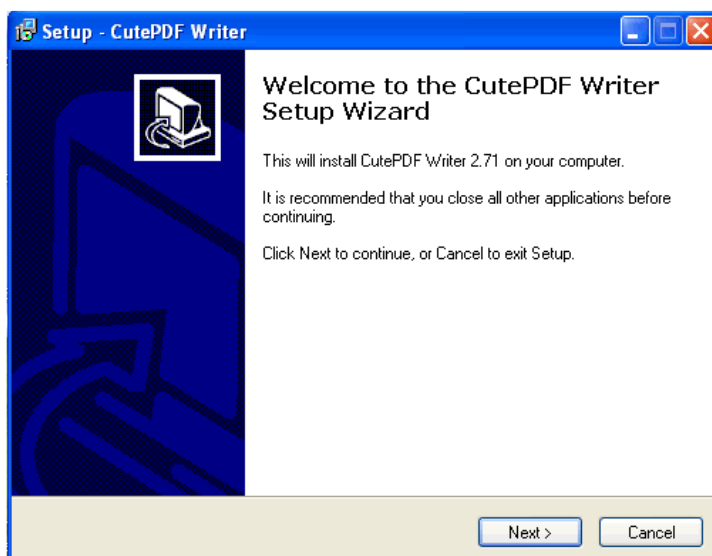 Setup - CutePDF Writer
Welcome to the CutePDF Writer
Setup Wizard
This will install CutePDF Writer 2.71 on your computer.
It is recommended that you close all other applications before
continuing.
Click Next to continue, or Cancel to exit Setup.
Next >
Cancel